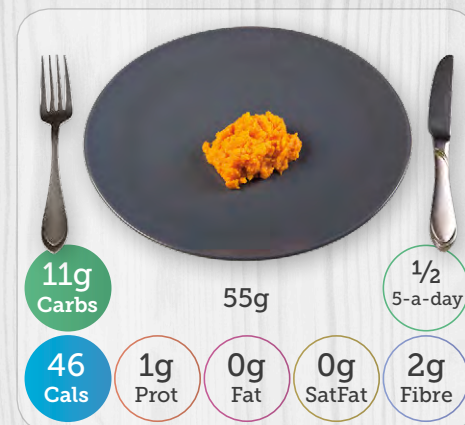 11g
Carbs
55g
½
5-a-day
46
Cals
1g
Prot
0g
Fat
0g
SatFat
2g
Fibre